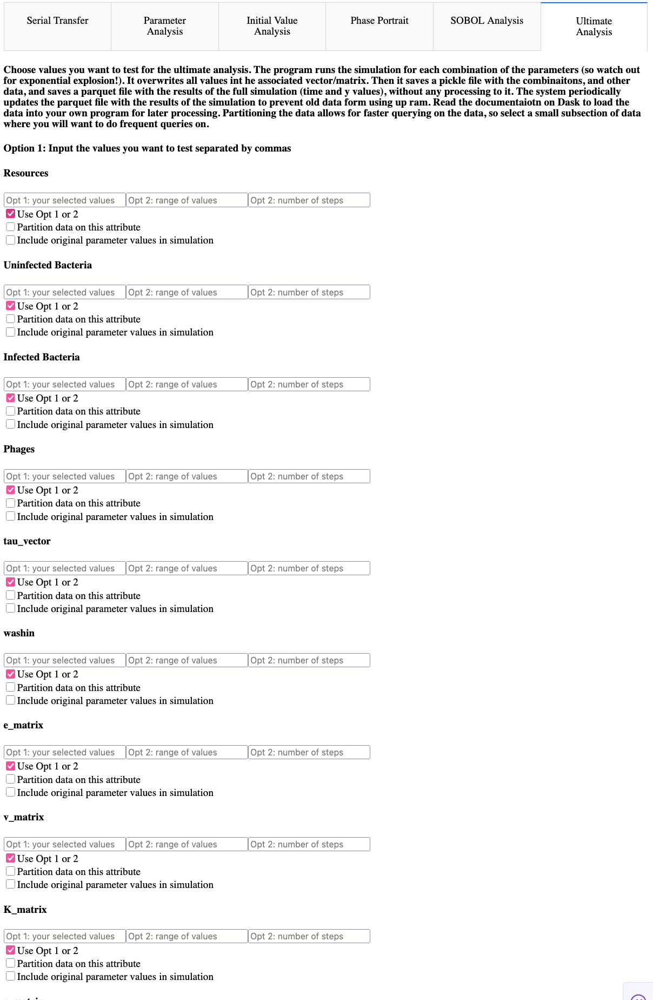 Serial Transfer
Parameter
Analysis
Initial Value
Analysis
Phase Portrait
SOBOL Analysis
Ultimate
Analysis
Choose values you want to test for the ultimate analysis. The program runs the simulation for each combination of the parameters (so watch out
for exponential explosion!). It overwrites all values int he associated vector/matrix. Then it saves a pickle file with the combinaitons, and other
data, and saves a parquet file with the results of the full simulation (time and y values), without any processing to it. The system periodically
updates the parquet file with the results of the simulation to prevent old data form using up ram. Read the documentaiotn on Dask to load the
data into your own program for later processing. Partitioning the data allows for faster querying on the data, so select a small subsection of data
where you will want to do frequent queries on.
Option 1: Input the values you want to test separated by commas
Resources
Opt 1: your selected values Opt 2: range of values Opt 2: number of steps
Use Opt 1 or 2
Partition data on this attribute
Include original parameter values in simulation
Uninfected Bacteria
Opt 1: your selected values Opt 2: range of values Opt 2: number of steps
Use Opt 1 or 2
Partition data on this attribute
Include original parameter values in simulation
Infected Bacteria
Opt 1: your selected values Opt 2: range of values Opt 2: number of steps
Use Opt 1 or 2
Partition data on this attribute
Include original parameter values in simulation
Phages
Opt 1: your selected values Opt 2: range of values Opt 2: number of steps
Use Opt 1 or 2
Partition data on this attribute
Include original parameter values in simulation
tau_vector
Opt 1: your selected values Opt 2: range of values Opt 2: number of steps
Use Opt 1 or 2
Partition data on this attribute
Include original parameter values in simulation
washin
Opt 1: your selected values Opt 2: range of values Opt 2: number of steps
Use Opt 1 or 2
Partition data on this attribute
Include original parameter values in simulation
e_matrix
Opt 1: your selected values Opt 2: range of values Opt 2: number of steps
Use Opt 1 or 2
Partition data on this attribute
Include original parameter values in simulation
v_matrix
Opt 1: your selected values Opt 2: range of values Opt 2: number of steps
Use Opt 1 or 2
Partition data on this attribute
Include original parameter values in simulation
K_matrix
Opt 1: your selected values Opt 2: range of values Opt 2: number of steps
Use Opt 1 or 2
Partition data on this attribute
Include original parameter values in simulation